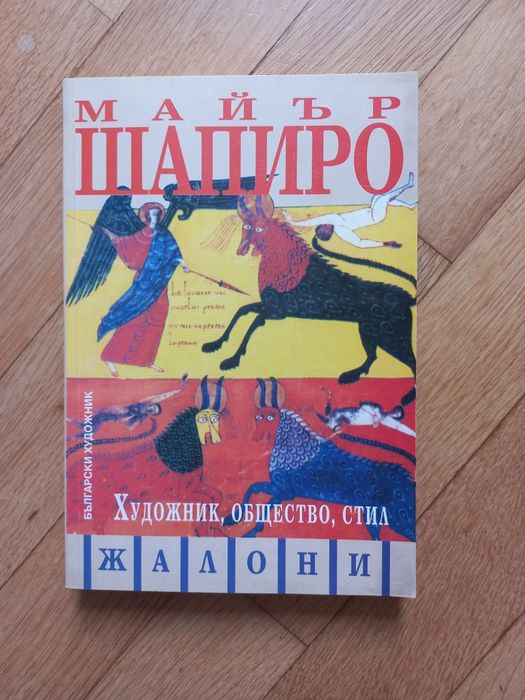 МАЙЪР
ШАПИРО
БЪЛГАРСКИ ХУДОЖНИК
ХУДОЖНИК, ОБЩЕСТВО, СТИЛ
ЖАЛОНИ